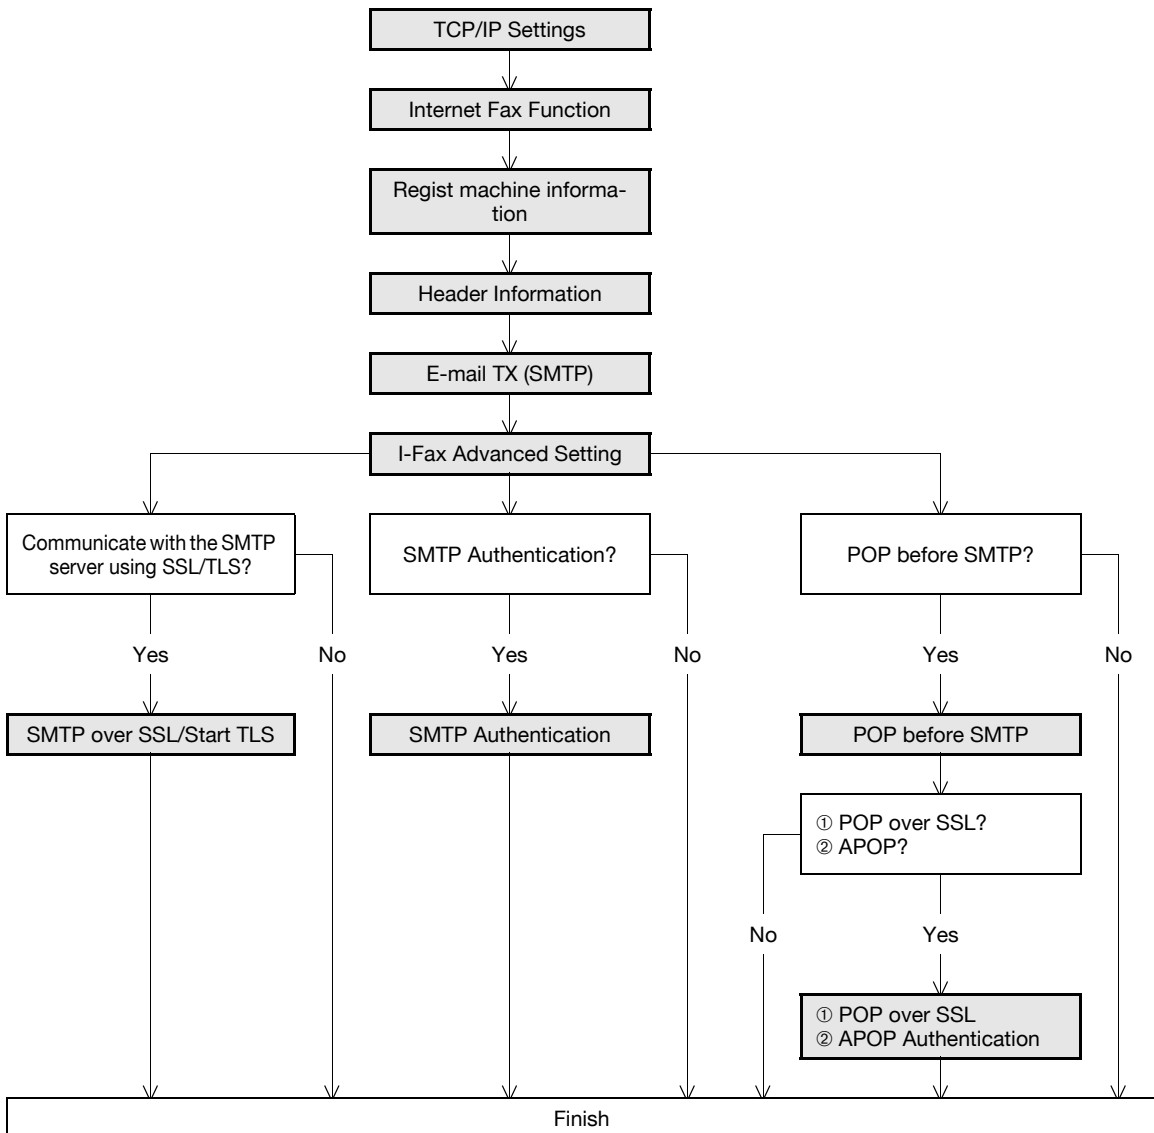 TCP/IP Settings
Internet Fax Function
Regist machine informa-
tion
Header Information
E-mail TX (SMTP)
I-Fax Advanced Setting
Communicate with the SMTP
server using SSL/TLS?
SMTP Authentication?
POP before SMTP?
Yes
No
Yes
No
Yes
No
SMTP over SSL/Start TLS
SMTP Authentication
POP before SMTP
① POP over SSL?
② APOP?
No
Yes
① POP over SSL
② APOP Authentication
Finish